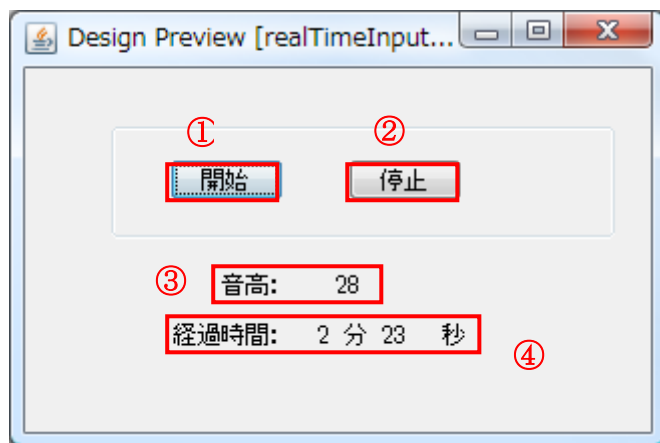 Design Preview [realTimeInput...
① ②
開始 停止
③ 音高: 28
経過時間: 2 分 23 秒
④